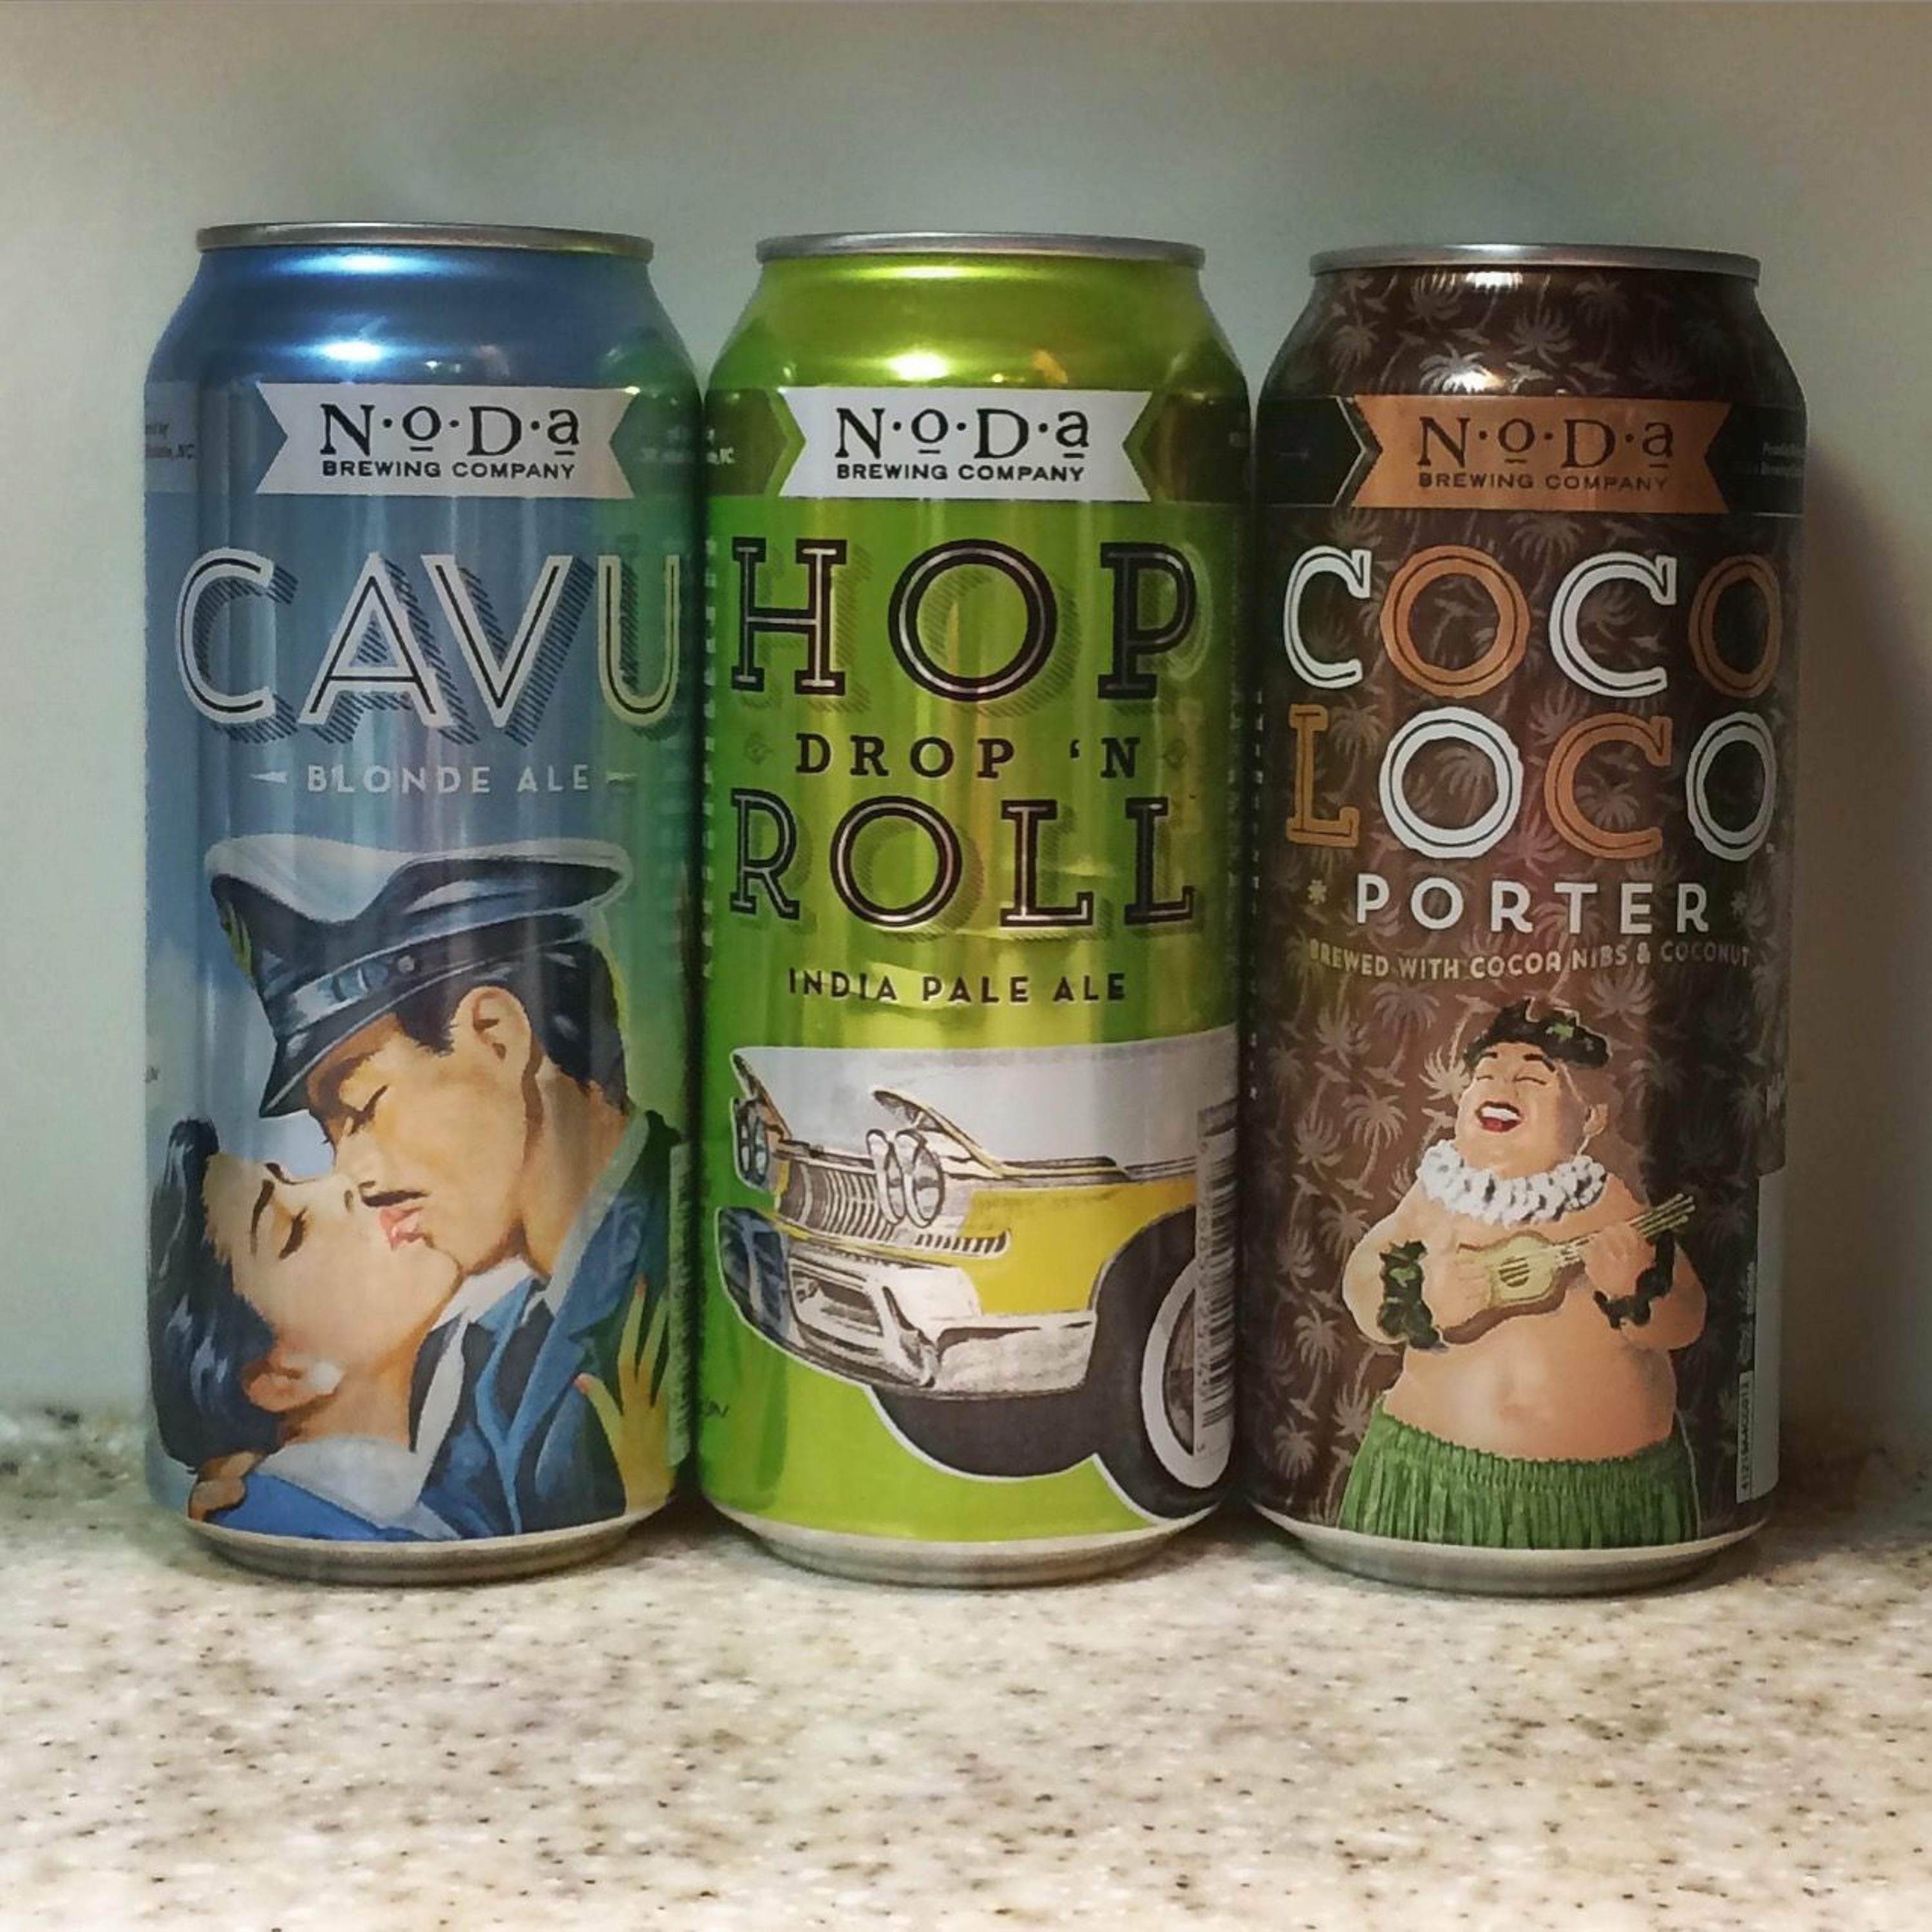 N·o·D·a
BREWING COMPANY
CAVU
BLONDE ALE
N·o·D·a
BREWING COMPANY
HOP
DROP ‘N
ROLL
INDIA PALE ALE
N·o·D·a
BREWING COMPANY
COCO
LOCO
PORTER
BREWED WITH COCOA NIBS & COCONUT